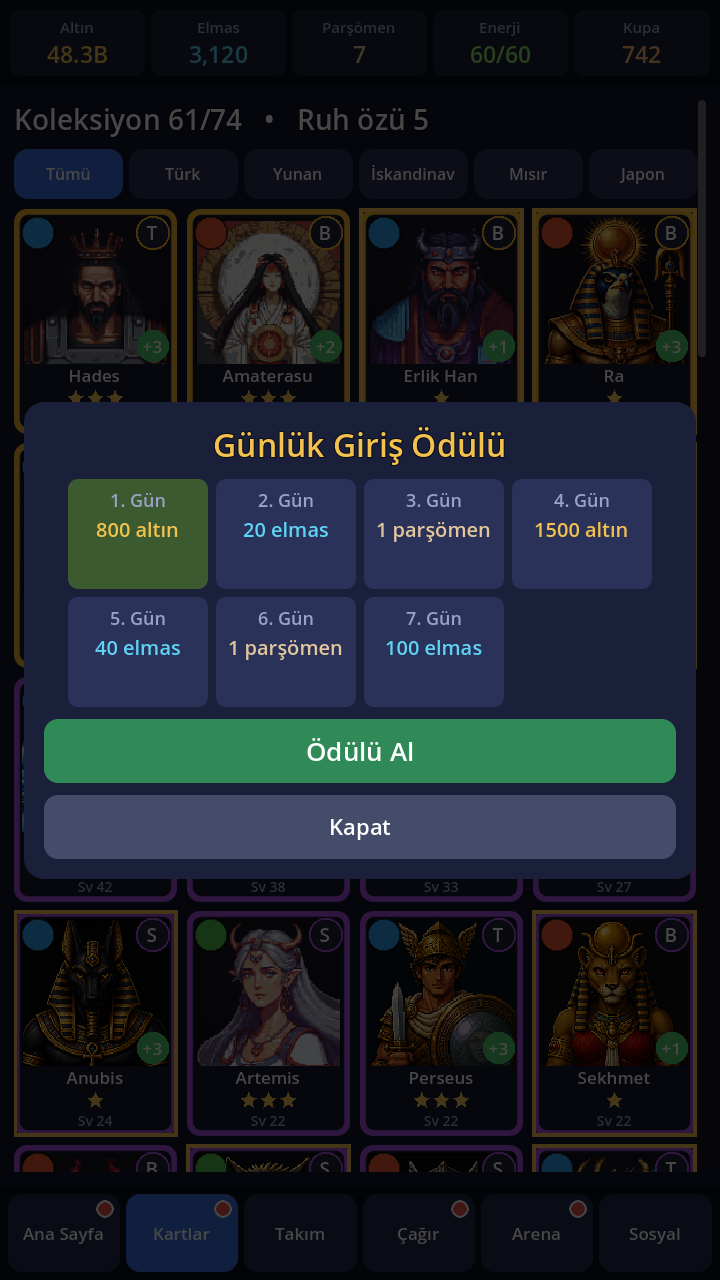 Altın Elmas Parşömen Enerji Kupa
48.3B 3,120 7 60/60 742
Koleksiyon 61/74 • Ruh özü 5
Tümü Türk Yunan İskandinav Mısır Japon
T B B B
+3 +2 +1 +3
Hades Amaterasu Erlik Han Ra
Günlük Giriş Ödülü
1. Gün 2. Gün 3. Gün 4. Gün
800 altın 20 elmas 1 parşömen 1500 altın
5. Gün 6. Gün 7. Gün
40 elmas 1 parşömen 100 elmas
Ödülü Al
Kapat
Sv 42 Sv 38 Sv 33 Sv 27
S S T B
+3 +3 +1
Anubis Artemis Perseus Sekhmet
Sv 24 Sv 22 Sv 22 Sv 22
B S S T
Ana Sayfa Kartlar Takım Çağır Arena Sosyal